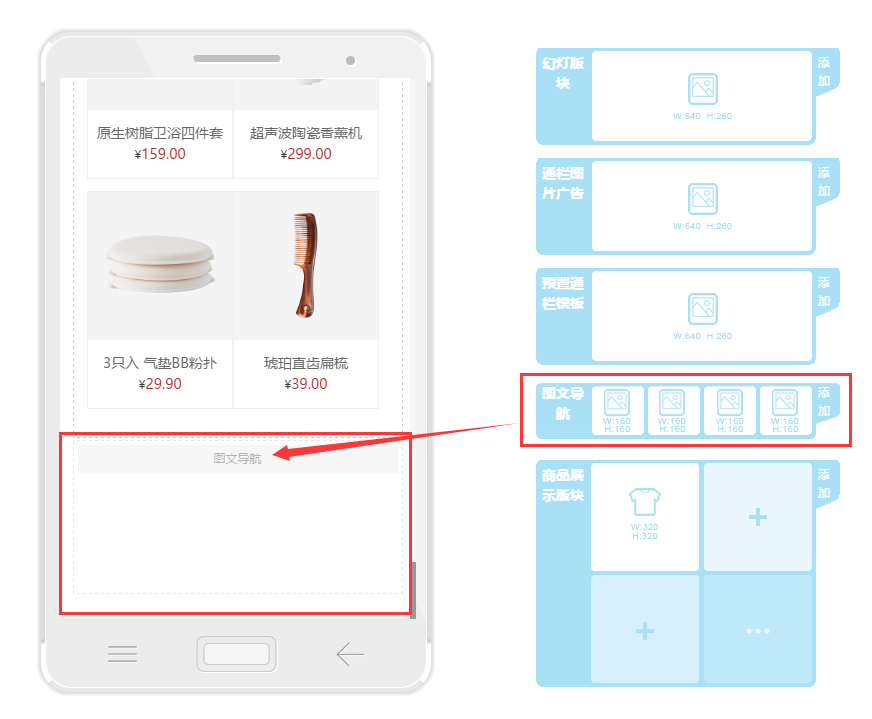 原生树脂卫浴四件套
¥159.00
超声波陶瓷香薰机
¥299.00
3只入 气垫BB粉扑
¥29.90
琥珀直齿扁梳
¥39.00
图文导航
幻灯版
块
W:640 H:260
添
加
通栏图
片广告
W:640 H:260
添
加
预置通
栏模板
W:640 H:260
添
加
图文导
航
W:160
H:160
W:160
H:160
W:160
H:160
W:160
H:160
添
加
商品展
示版块
W:320
H:320
添
加